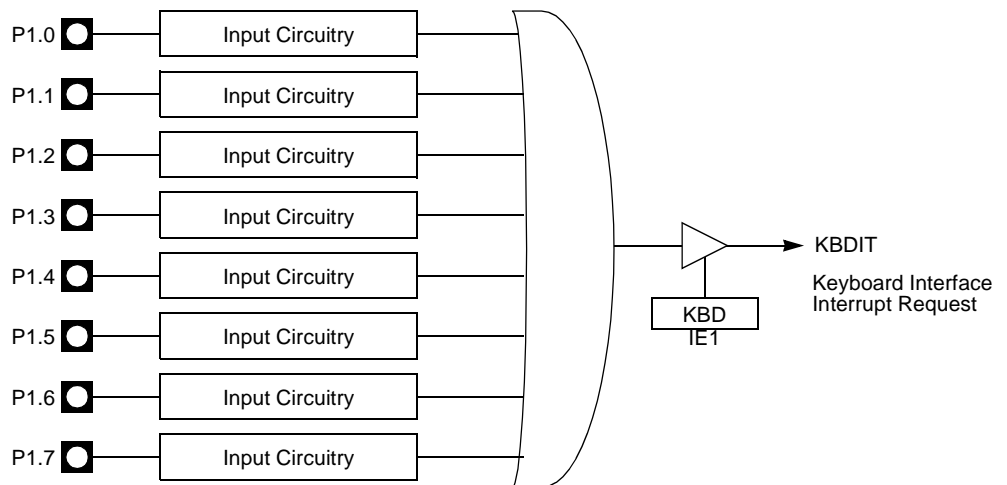 P1.0 Input Circuitry
P1.1 Input Circuitry
P1.2 Input Circuitry
P1.3 Input Circuitry
P1.4 Input Circuitry
P1.5 Input Circuitry
P1.6 Input Circuitry
P1.7 Input Circuitry
KBDIT
Keyboard Interface
Interrupt Request
KBD
IE1